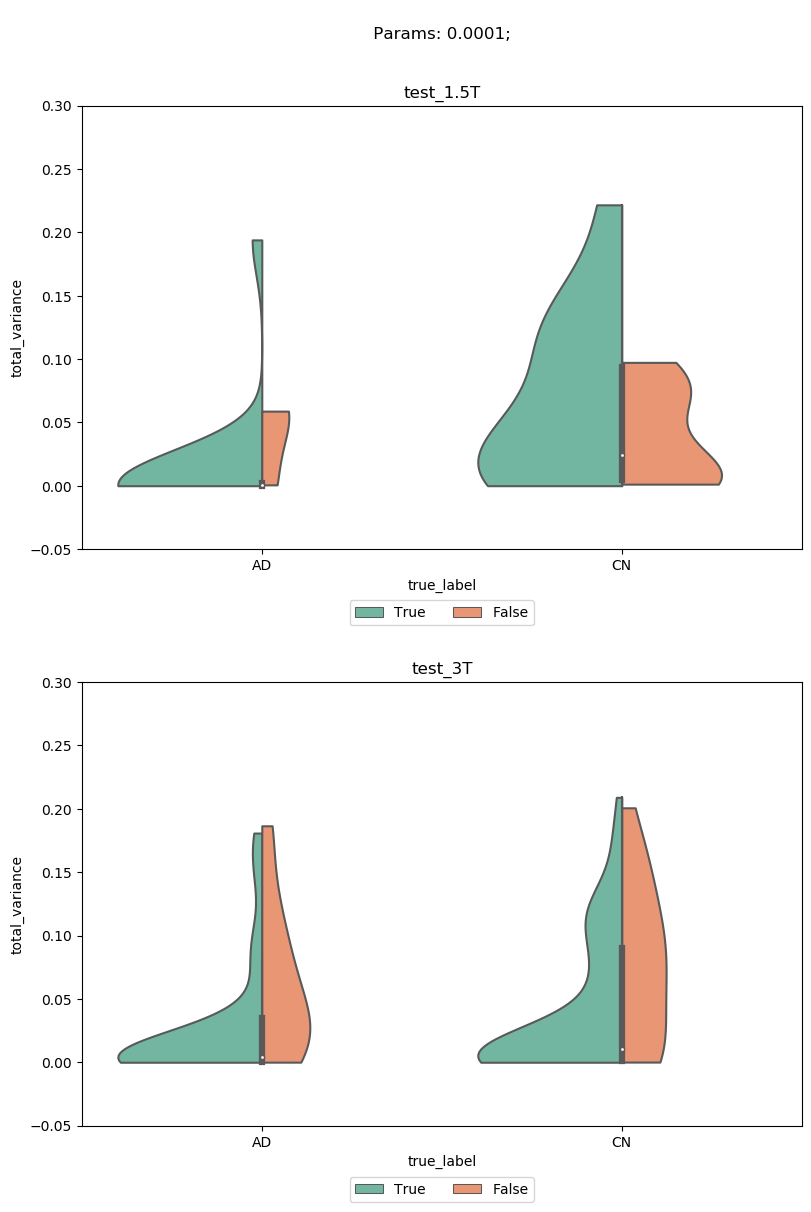 Params: 0.0001;
test_1.5T
0.30
0.25
0.20
0.15
0.10
0.05
0.00
−0.05
total_variance
AD CN
true_label
True False
test_3T
0.30
0.25
0.20
0.15
0.10
0.05
0.00
−0.05
total_variance
AD CN
true_label
True False